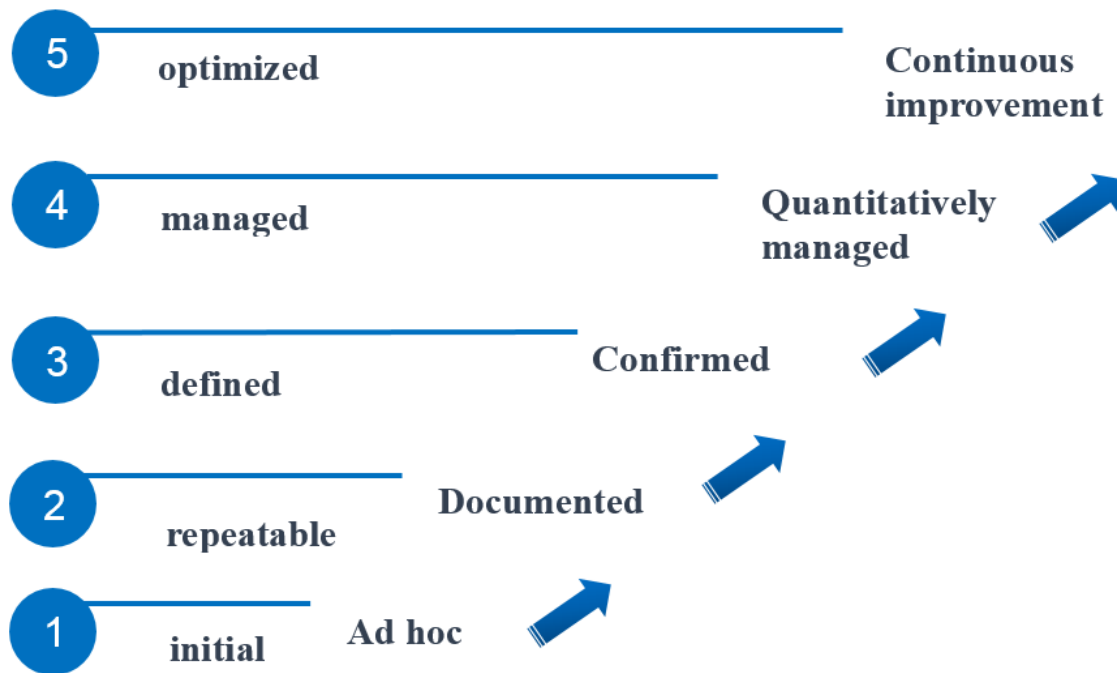 5
optimized
Continuous
improvement
4
managed
Quantitatively
managed
3
defined
Confirmed
2
repeatable
Documented
1
initial
Ad hoc